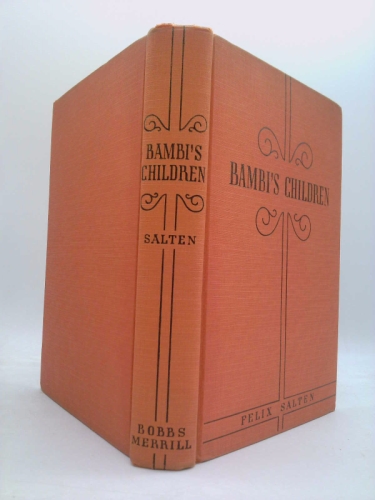 BAMBI'S
CHILDREN
SALTEN
BOBBS
MERRILL
BAMBI'S CHILDREN
FELIX SALTEN